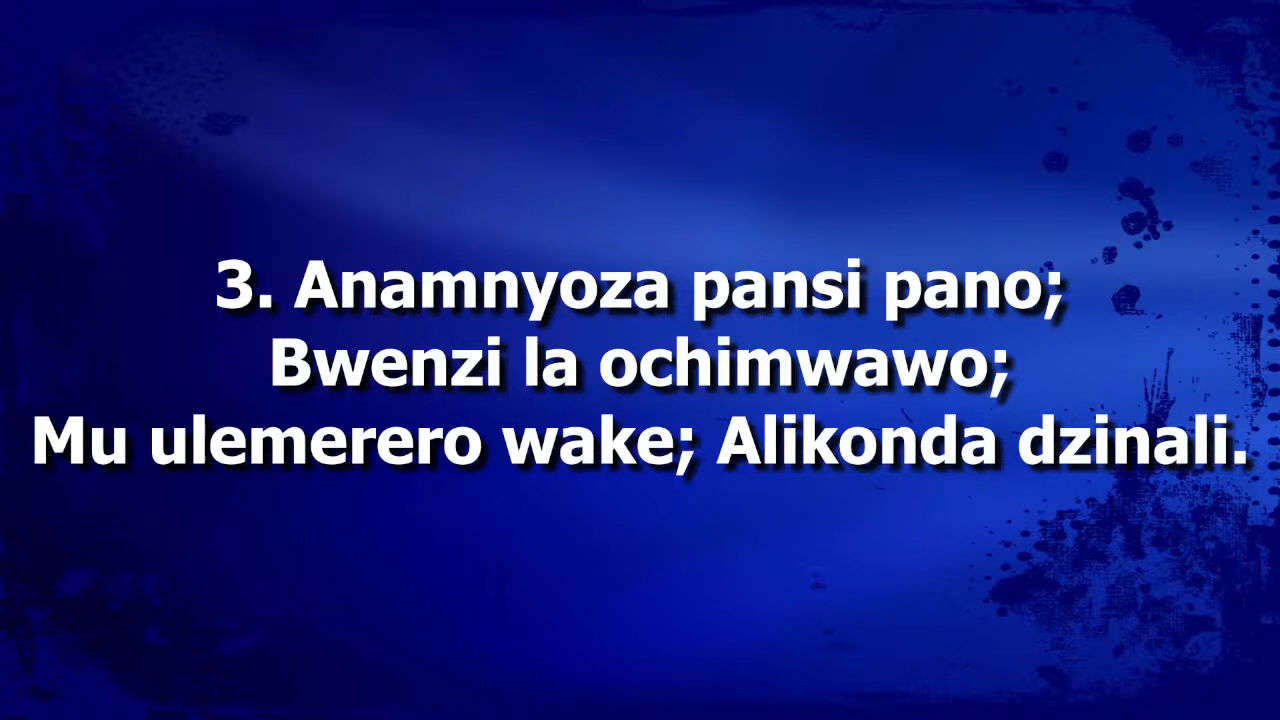 3. Anamnyoza pansi pano;
Bwenzi la ochimwawo;
Mu ulemerero wake; Alikonda dzinali.